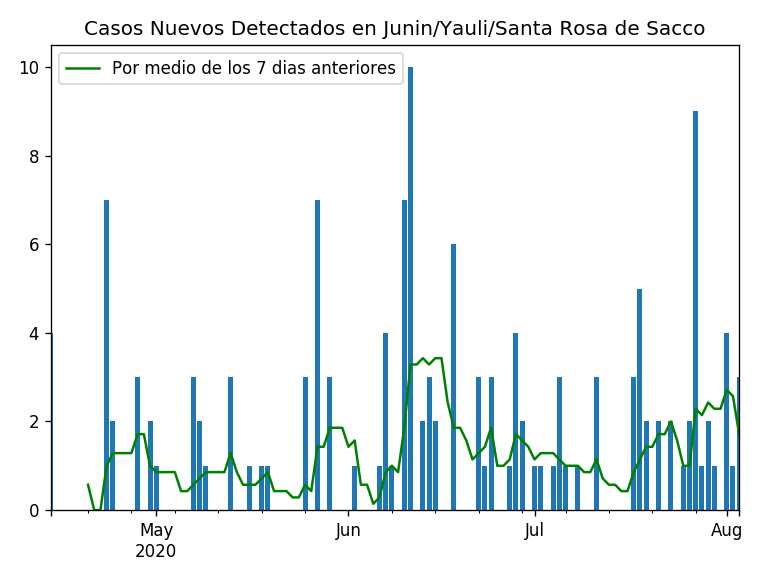 Casos Nuevos Detectados en Junin/Yauli/Santa Rosa de Sacco
Por medio de los 7 dias anteriores
10
8
6
4
2
0
May
2020
Jun
Jul
Aug